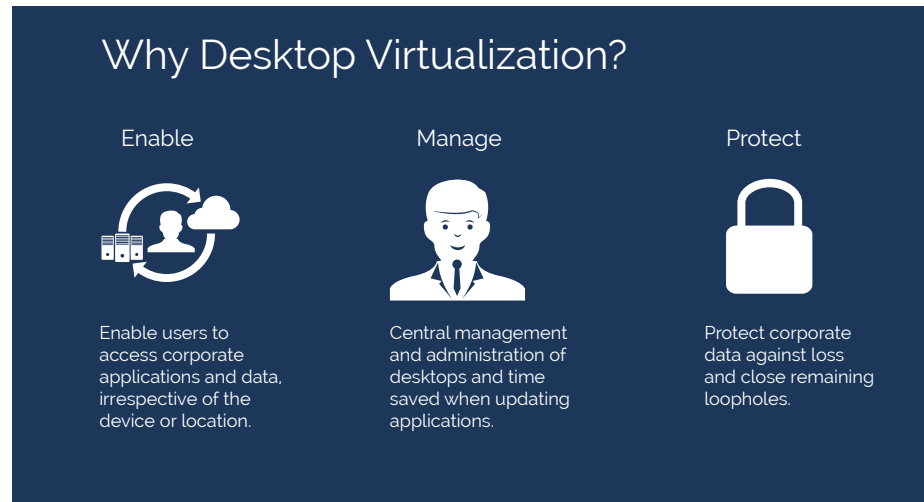 Why Desktop Virtualization?
Enable
Enable users to
access corporate
applications and data,
irrespective of the
device or location.
Manage
Central management
and administration of
desktops and time
saved when updating
applications.
Protect
Protect corporate
data against loss
and close remaining
loopholes.